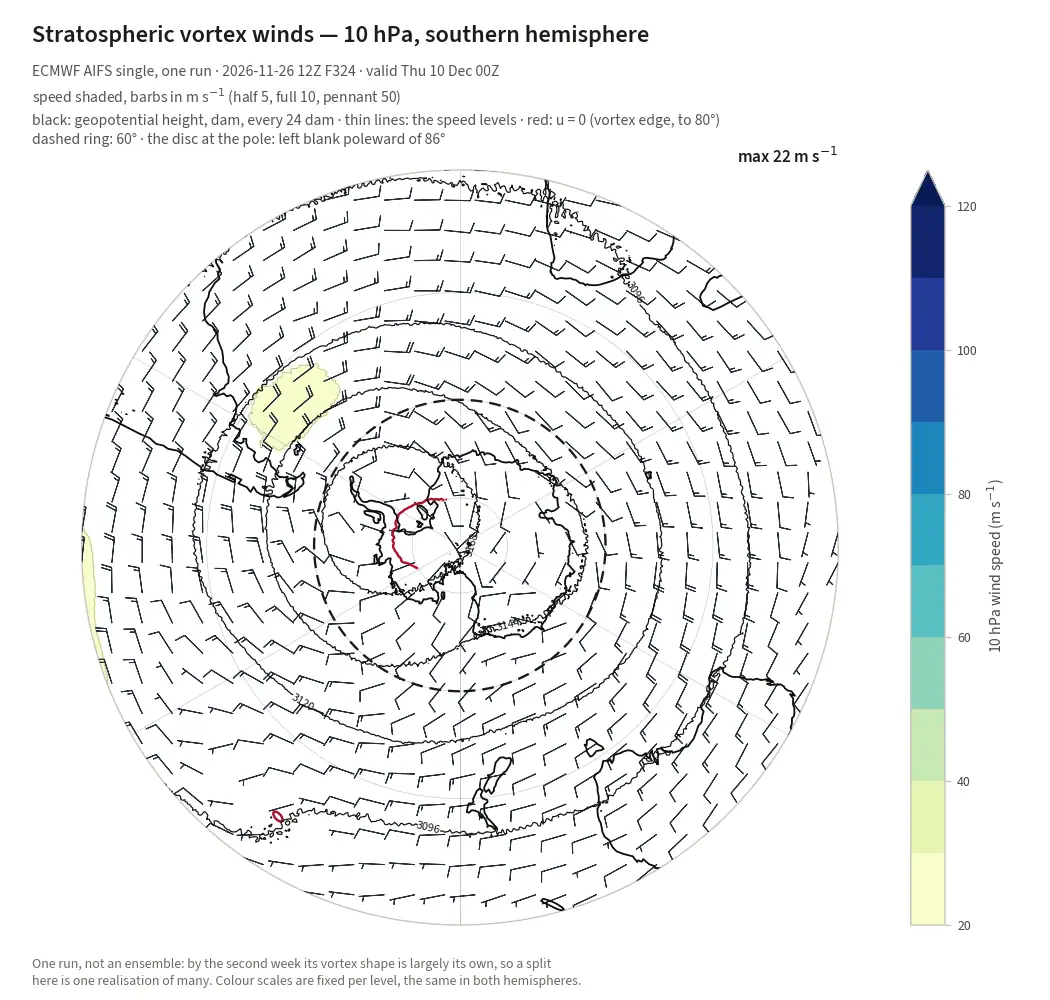 Stratospheric vortex winds — 10 hPa, southern hemisphere
ECMWF AIFS single, one run · 2026-11-26 12Z F324 · valid Thu 10 Dec 00Z
speed shaded, barbs in m s⁻¹ (half 5, full 10, pennant 50)
black: geopotential height, dam, every 24 dam · thin lines: the speed levels · red: u = 0 (vortex edge, to 80°)
dashed ring: 60° · the disc at the pole: left blank poleward of 86°
max 22 m s⁻¹
120
100
80
60
40
20
10 hPa wind speed (m s⁻¹)
3096
3144
3120
3096
One run, not an ensemble: by the second week its vortex shape is largely its own, so a split
here is one realisation of many. Colour scales are fixed per level, the same in both hemispheres.